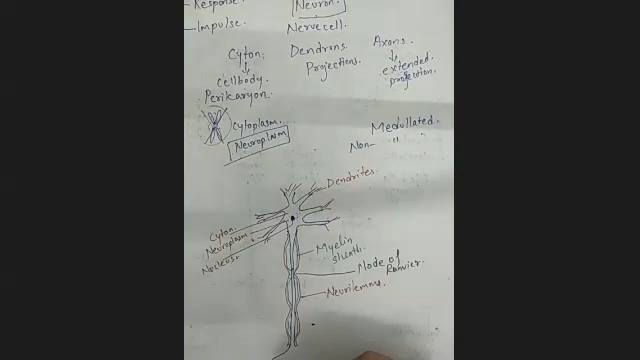 - Response.
Neuron.
- Impulse.
Nervecell.
Cyton.
Dendrons.
Axons.
Projections.
extended
projection.
cellbody.
Perikaryon.
Cytoplasm.
Neuroplasm
Medullated.
Non- "
Dendrites.
Cyton.
Neuroplasm
Nucleus.
Myelin
Sheath.
Node of
Ranvier.
Neurilemma.